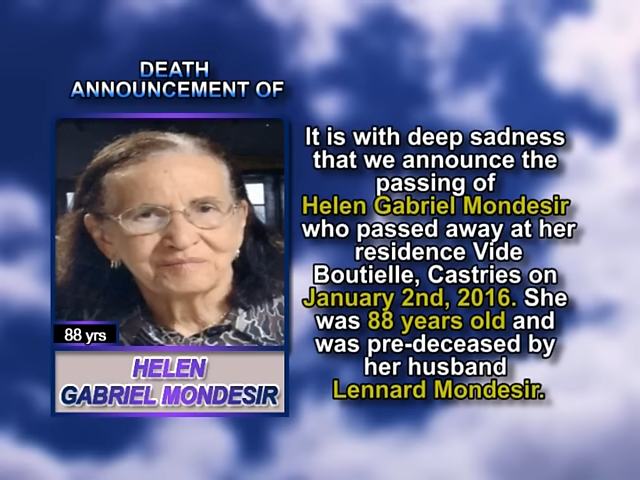 DEATH
ANNOUNCEMENT OF
88 yrs
HELEN
GABRIEL MONDESIR
It is with deep sadness
that we announce the
passing of
Helen Gabriel Mondesir
who passed away at her
residence Vide
Boutielle, Castries on
January 2nd, 2016. She
was 88 years old and
was pre-deceased by
her husband
Lennard Mondesir.